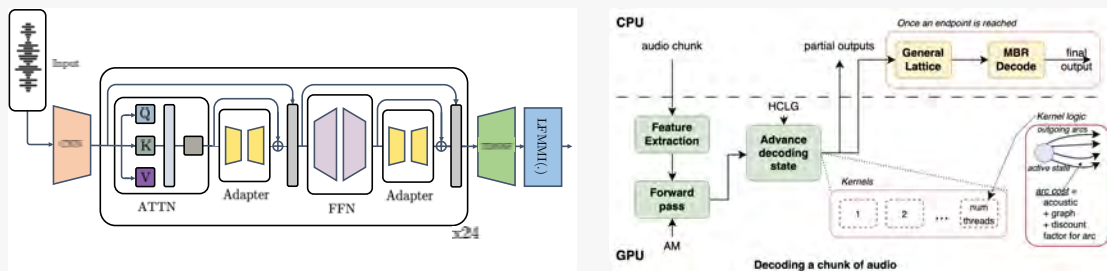 Input
Q
K
V
ATTN
Adapter
FFN
Adapter
x24
LFMMI(.)
CPU
audio chunk
partial outputs
Once an endpoint is reached
General
Lattice
MBR
Decode
final
output
HCLG
Feature
Extraction
Advance
decoding
state
Forward
pass
AM
Kernels
1
2
...
num
threads
Kernel logic
outgoing arcs
active state
arc cost =
acoustic
+ graph
+ discount
factor for arc
GPU
Decoding a chunk of audio